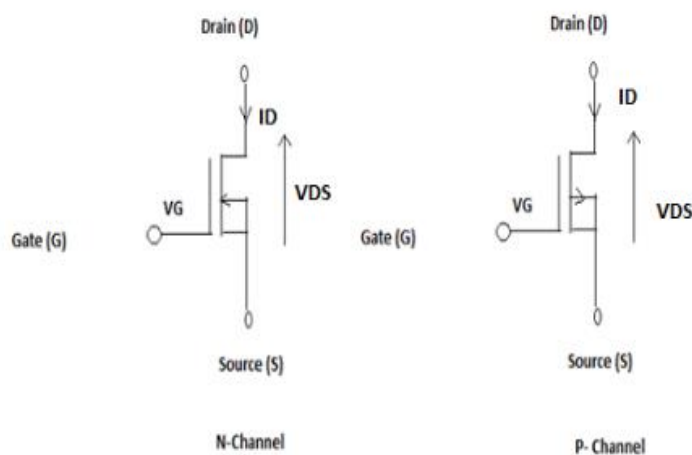 Drain (D)
ID
VDS
VG
Gate (G)
Source (S)
N-Channel
Drain (D)
ID
VDS
VG
Gate (G)
Source (S)
P- Channel